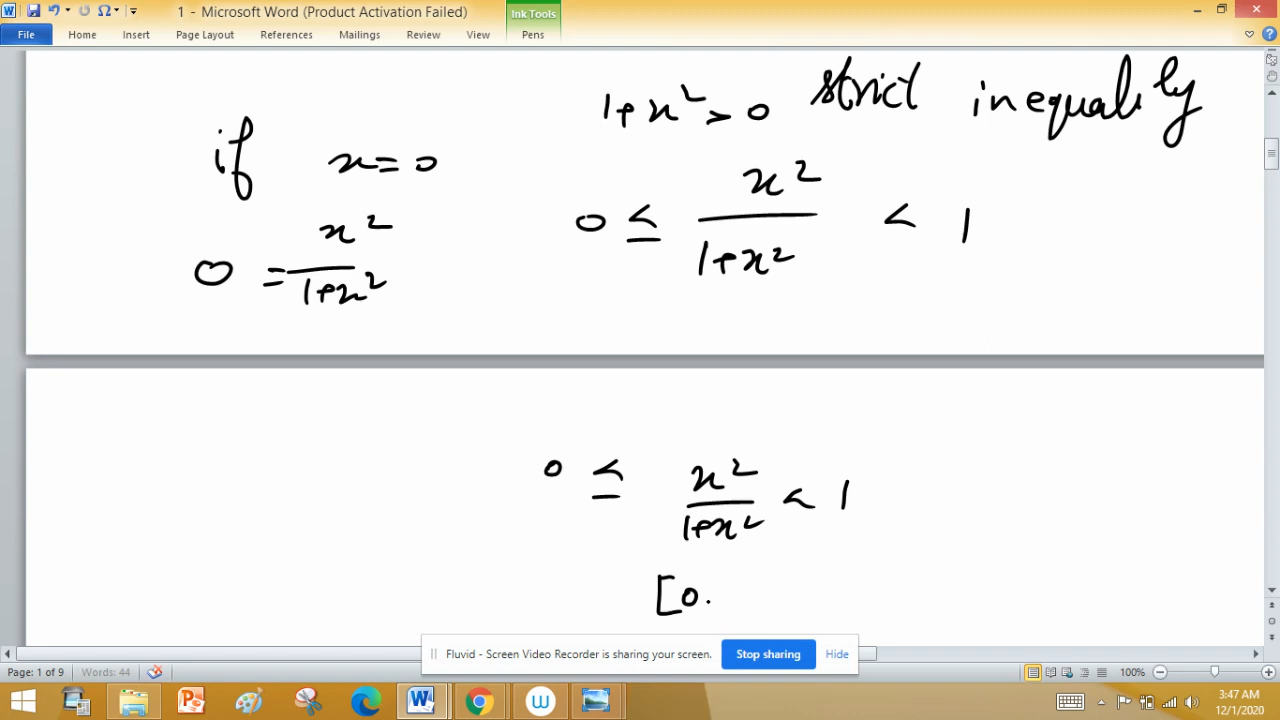 1 - Microsoft Word (Product Activation Failed)
Ink Tools
File Home Insert Page Layout References Mailings Review View Pens
1+x² > 0 strict inequality
if x = 0
0 ≤ x²/1+x² < 1
0 = x²/1+x²
0 ≤ x²/1+x² < 1
[0.
Fluvid - Screen Video Recorder is sharing your screen. Stop sharing Hide
Page: 1 of 9 Words: 44 100%
3:47 AM
12/1/2020